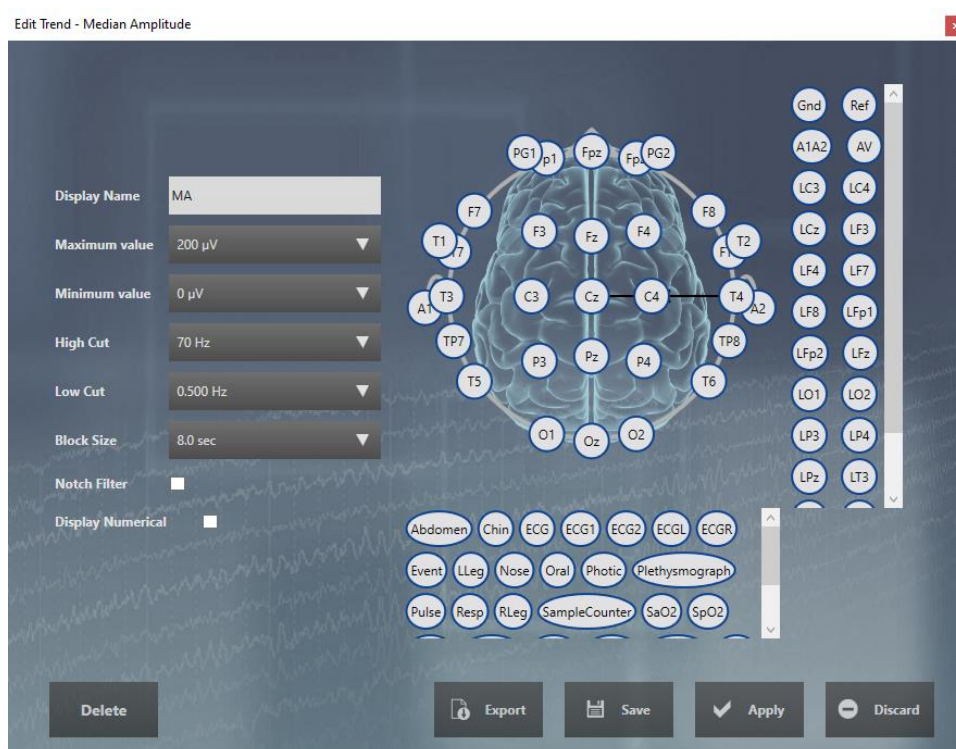 Edit Trend - Median Amplitude
x
Display Name MA
Maximum value 200 µV
Minimum value 0 µV
High Cut 70 Hz
Low Cut 0.500 Hz
Block Size 8.0 sec
Notch Filter
Display Numerical
PG1 p1 Fpz Fp PG2
F7 F8
F3 Fz F4
T1 7 T2
T3 C3 Cz C4 T4
A1 A2
TP7 TP8
P3 Pz P4
T5 T6
O1 Oz O2
Gnd Ref
A1A2 AV
LC3 LC4
LCz LF3
LF4 LF7
LF8 LFp1
LFp2 LFz
LO1 LO2
LP3 LP4
LPz LT3
Abdomen Chin ECG ECG1 ECG2 ECGL ECGR
Event LLeg Nose Oral Photic Plethysmograph
Pulse Resp RLeg SampleCounter SaO2 SpO2
Delete Export Save Apply Discard